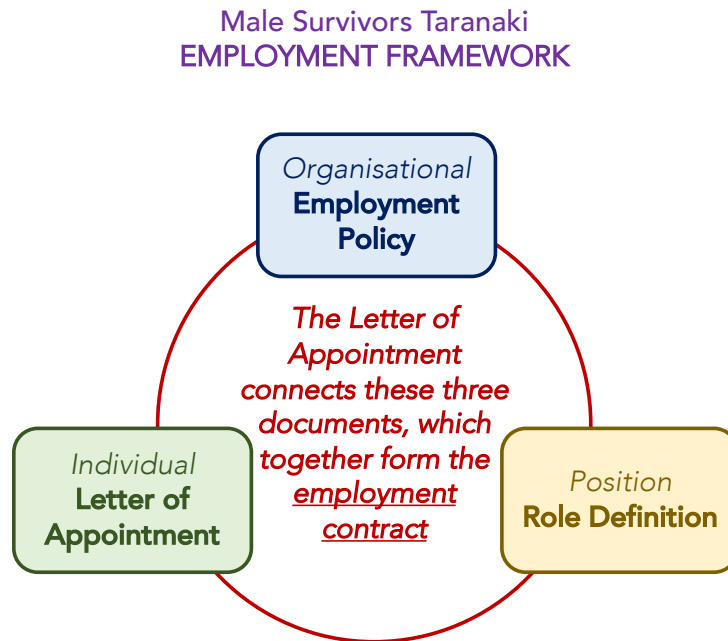 Male Survivors Taranaki
EMPLOYMENT FRAMEWORK
Organisational
Employment
Policy
The Letter of
Appointment
connects these three
documents, which
together form the
employment
contract
Individual
Letter of
Appointment
Position
Role Definition